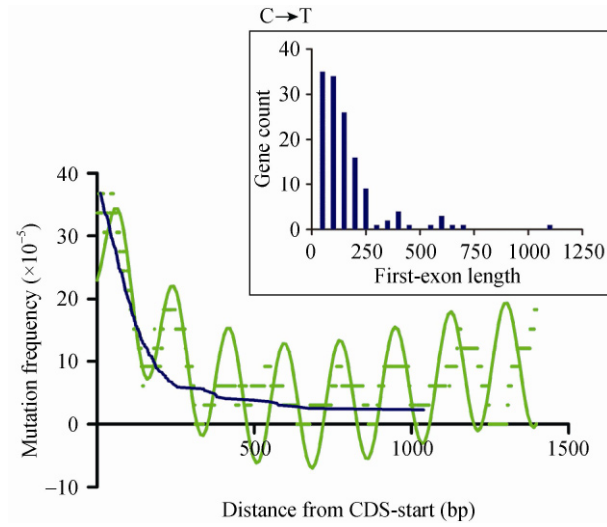 C→T
40
30
20
10
0
Gene count
0 250 500 750 1000 1250
First-exon length
40
30
20
10
0
−10
Mutation frequency (×10⁻⁵)
500 1000 1500
Distance from CDS-start (bp)